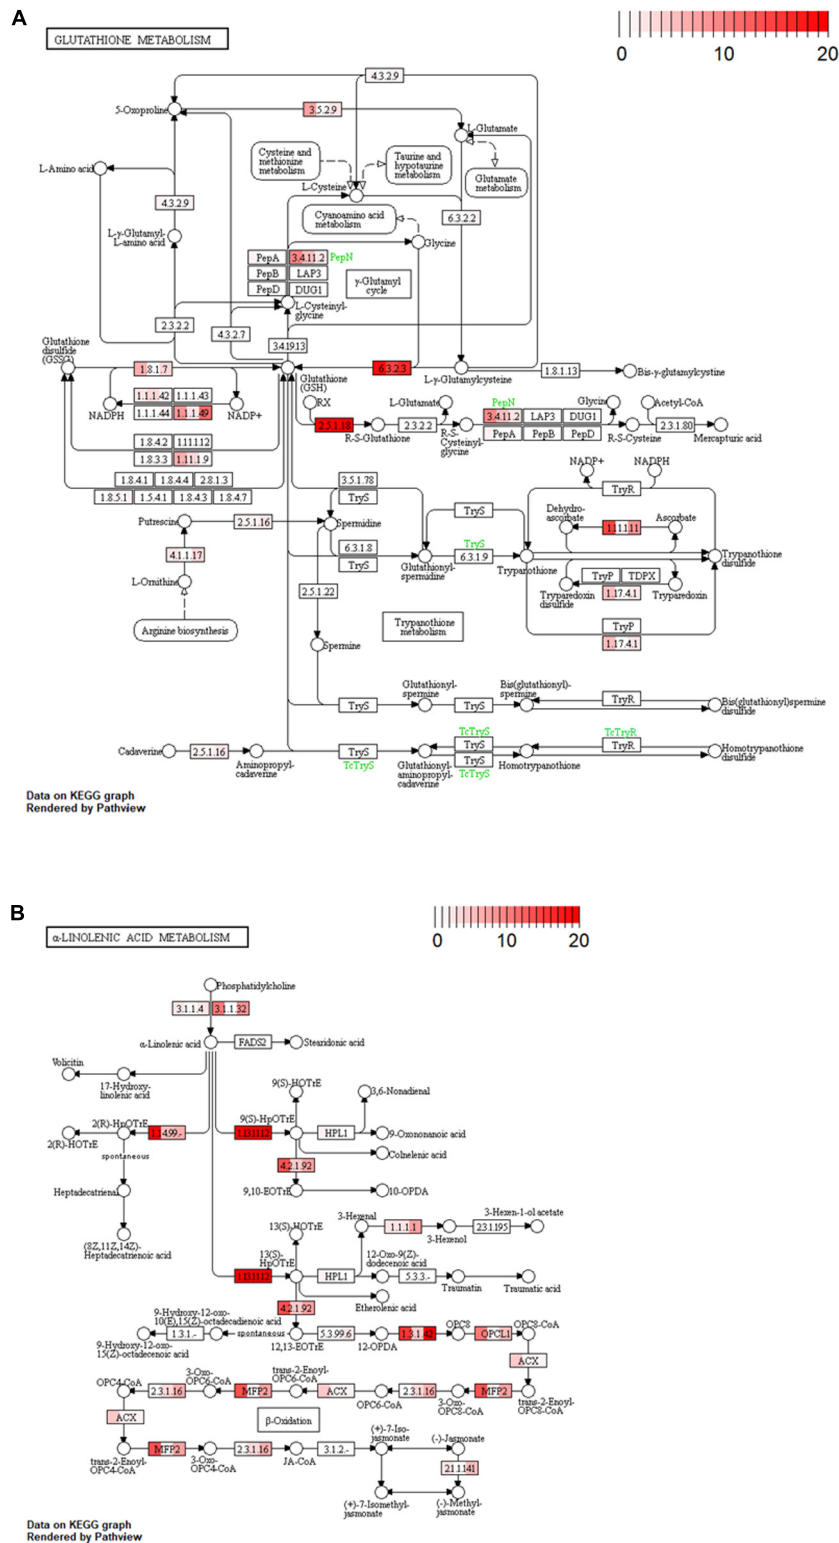 A
GLUTATHIONE METABOLISM
0 10 20
4.3.2.9
5-Oxoproline
3.5.2.9
L-Glutamate
Cysteine and
methionine
metabolism
Taurine and
hypotaurine
metabolism
Glutamate
metabolism
L-Amino acid
L-Cysteine
4.3.2.9
Cyanoamino acid
metabolism
6.3.2.2
L-γ-Glutamyl-
L-amino acid
Glycine
PepA 3.4.11.2 PepN
PepB LAP3
PepD DUG1
γ-Glutamyl
cycle
L-Cysteinyl-
glycine
2.3.2.2
4.3.2.7
3.4.19.13
Glutathione
disulfide
(GSSG)
1.8.1.7
6.3.2.3
Glutathione
(GSH)
L-γ-Glutamylcysteine
1.8.1.13
Bis-γ-glutamylcystine
1.1.1.42 1.1.1.43
1.1.1.44 1.1.1.49
NADPH
NADP+
RX
2.5.1.18
R-S-Glutathione
L-Glutamate
2.3.2.2
R-S-
Cysteinyl-
glycine
PepN
3.4.11.2 LAP3 DUG1
PepA PepB PepD
Glycine
R-S-Cysteine
Acetyl-CoA
2.3.1.80
Mercapturic acid
1.8.4.2 1.11.1.12
1.8.3.3 1.11.1.9
1.8.4.1 1.8.4.4 2.8.1.3
1.8.5.1 1.5.4.1 1.8.4.3 1.8.4.7
NADP+
NADPH
TryR
3.5.1.78
TryS
Putrescine
2.5.1.16
Spermidine
TryS
Dehydro-
ascorbate
1.11.1.11
Ascorbate
4.1.1.17
6.3.1.8
TryS
Glutathionyl-
spermidine
TryS
6.3.1.9
Trypanothione
Trypanothione
disulfide
L-Ornithine
2.5.1.22
TryP TDPX
1.17.4.1
Tryparedoxin
disulfide
Tryparedoxin
Arginine biosynthesis
Trypanothione
metabolism
TryP
1.17.4.1
Spermine
Glutathionyl-
spermine
Bis(glutathionyl)-
spermine
TryS
TryS
TryR
Bis(glutathionyl)spermine
disulfide
Cadaverine
2.5.1.16
Aminopropyl-
cadaverine
TryS
TcTryS
Glutathionyl-
aminopropyl-
cadaverine
TcTryS
TryS
TryS
TcTryS
Homotrypanothione
TcTryR
TryR
Homotrypanothione
disulfide
Data on KEGG graph
Rendered by Pathview
B
α-LINOLENIC ACID METABOLISM
0 10 20
Phosphatidylcholine
3.1.1.4 3.1.1.32
α-Linolenic acid
FADS2
Stearidonic acid
Volicitin
17-Hydroxy-
linolenic acid
9(S)-HOTrE
3,6-Nonadienal
2(R)-HpOTrE
9(S)-HpOTrE
2(R)-HOTrE
1.14.99.-
1.13.11.12
HPL1
9-Oxononanoic acid
spontaneous
Colnelenic acid
4.2.1.92
Heptadecatrienal
9,10-EOTrE
10-OPDA
(8Z,11Z,14Z)-
Heptadecatrienoic acid
13(S)-HOTrE
3-Hexenal
1.1.1.1
3-Hexenol
2.3.1.195
3-Hexen-1-ol acetate
13(S)-
HpOTrE
12-Oxo-9(Z)-
dodecenoic acid
1.13.11.12
HPL1
5.3.3.-
Traumatin
Traumatic acid
Etherolenic acid
4.2.1.92
9-Hydroxy-12-oxo-
10(E),15(Z)-octadecadienoic acid
1.3.1.-
spontaneous
9-Hydroxy-12-oxo-
15(Z)-octadecenoic acid
12,13-EOTrE
5.3.99.6
12-OPDA
1.3.1.42
OPC8
OPCL1
OPC8-CoA
ACX
OPC4-CoA
2.3.1.16
3-Oxo-
OPC6-CoA
MFP2
trans-2-Enoyl-
OPC6-CoA
ACX
OPC6-CoA
2.3.1.16
3-Oxo-
OPC8-CoA
MFP2
trans-2-Enoyl-
OPC8-CoA
ACX
β-Oxidation
trans-2-Enoyl-
OPC4-CoA
MFP2
3-Oxo-
OPC4-CoA
2.3.1.16
JA-CoA
3.1.2.-
(+)-7-Iso-
jasmonate
(-)-Jasmonate
2.1.1.141
(+)-7-Isomethyl-
jasmonate
(-)-Methyl-
jasmonate
Data on KEGG graph
Rendered by Pathview